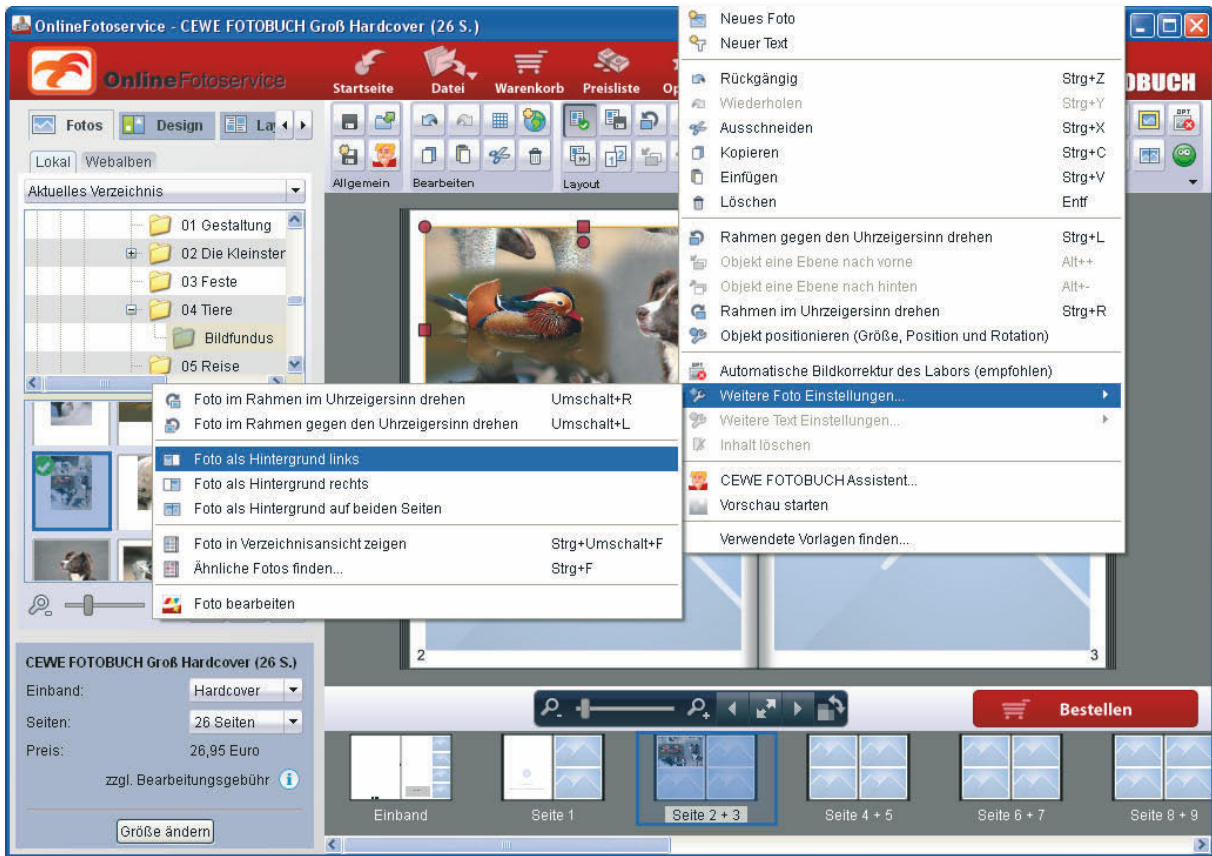 OnlineFotoservice - CEWE FOTOBUCH Groß Hardcover (26 S.)
OnlineFotoservice
Startseite
Datei
Warenkorb
Preisliste
OBUCH
Fotos
Design
Lokal
Webalben
Aktuelles Verzeichnis
Allgemein
Bearbeiten
Layout
01 Gestaltung
02 Die Kleinster
03 Feste
04 Tiere
Bildfundus
05 Reise
Neues Foto
Neuer Text
Rückgängig Strg+Z
Wiederholen Strg+Y
Ausschneiden Strg+X
Kopieren Strg+C
Einfügen Strg+V
Löschen Entf
Rahmen gegen den Uhrzeigersinn drehen Strg+L
Objekt eine Ebene nach vorne Alt++
Objekt eine Ebene nach hinten Alt+-
Rahmen im Uhrzeigersinn drehen Strg+R
Objekt positionieren (Größe, Position und Rotation)
Automatische Bildkorrektur des Labors (empfohlen)
Weitere Foto Einstellungen...
Weitere Text Einstellungen...
Inhalt löschen
CEWE FOTOBUCH Assistent...
Vorschau starten
Verwendete Vorlagen finden...
Foto im Rahmen im Uhrzeigersinn drehen Umschalt+R
Foto im Rahmen gegen den Uhrzeigersinn drehen Umschalt+L
Foto als Hintergrund links
Foto als Hintergrund rechts
Foto als Hintergrund auf beiden Seiten
Foto in Verzeichnisansicht zeigen Strg+Umschalt+F
Ähnliche Fotos finden... Strg+F
Foto bearbeiten
2
3
CEWE FOTOBUCH Groß Hardcover (26 S.)
Einband: Hardcover
Seiten: 26 Seiten
Preis: 26,95 Euro
zzgl. Bearbeitungsgebühr
Größe ändern
Bestellen
Einband
Seite 1
Seite 2 + 3
Seite 4 + 5
Seite 6 + 7
Seite 8 + 9